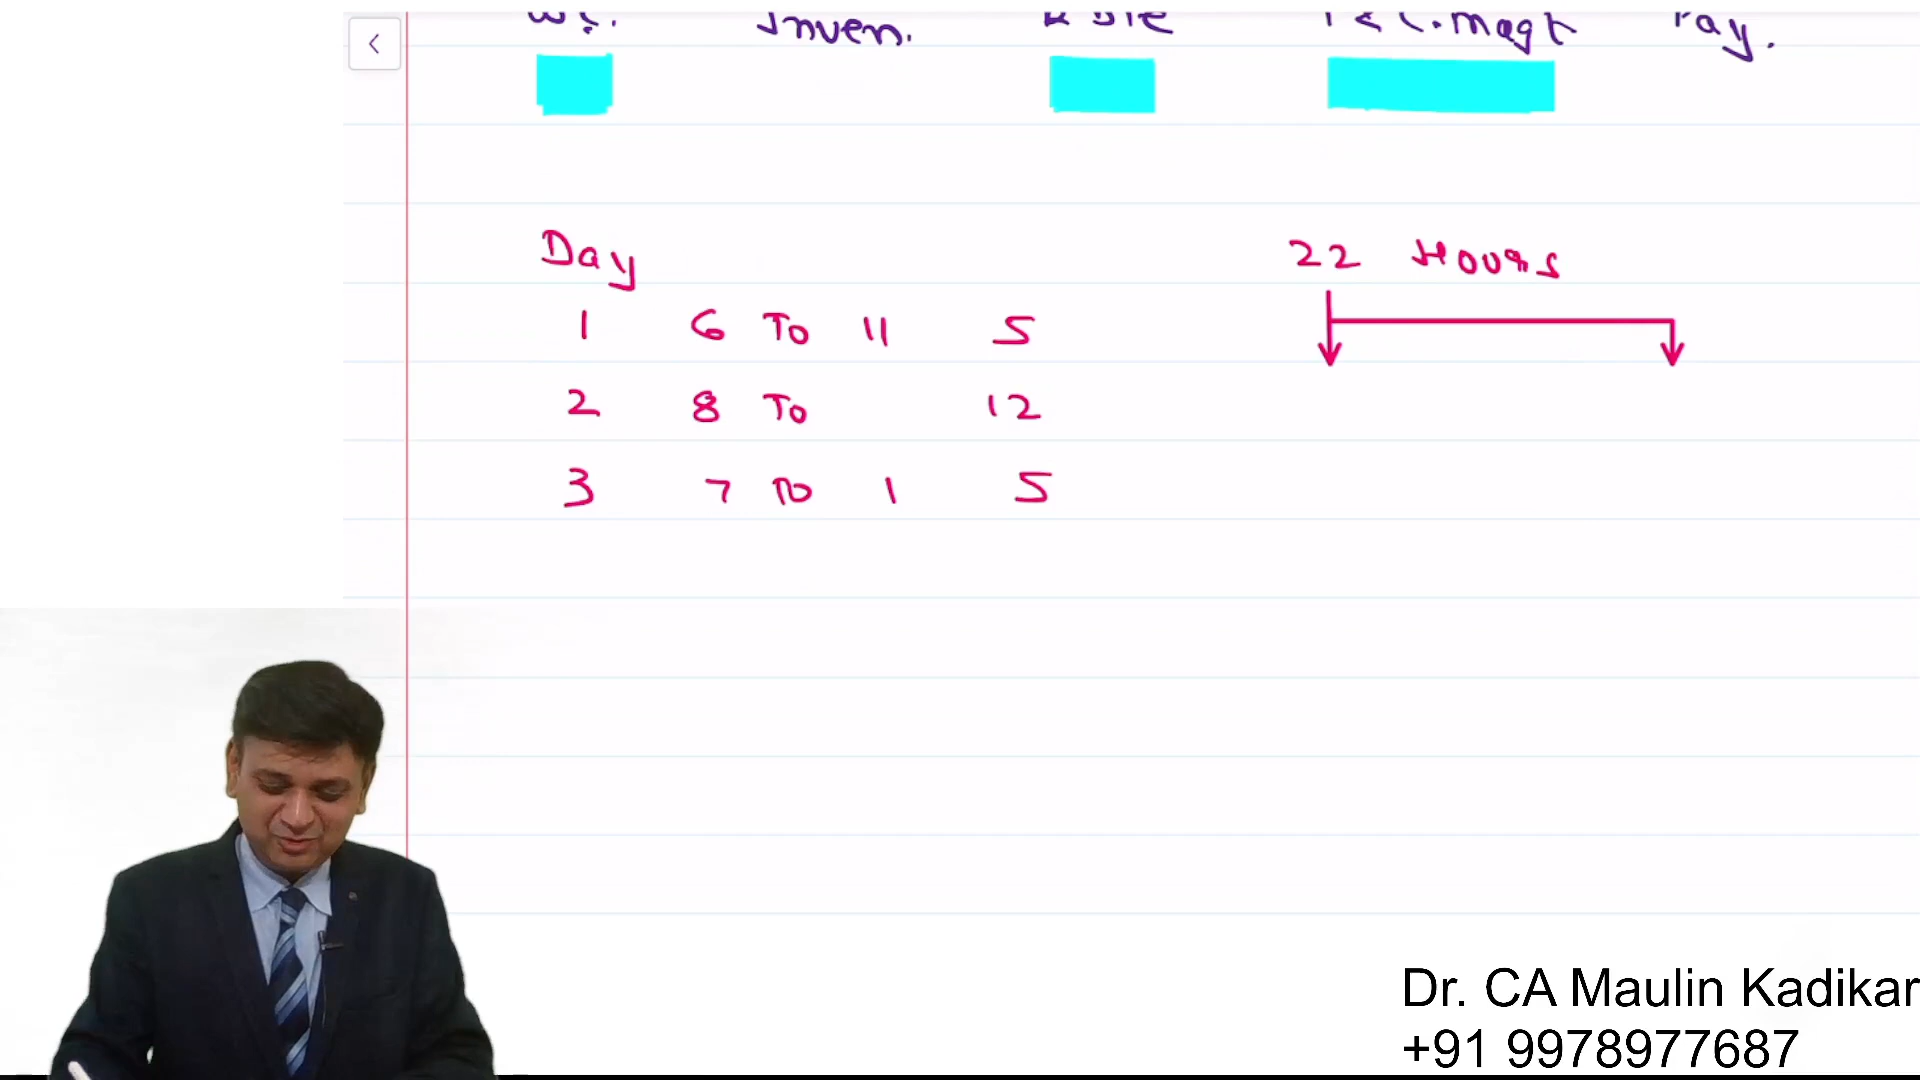 Inven. Pay.
Day 22 Hours
1 6 To 11 5
2 8 To 12
3 7 To 1 5
Dr. CA Maulin Kadikar
+91 9978977687